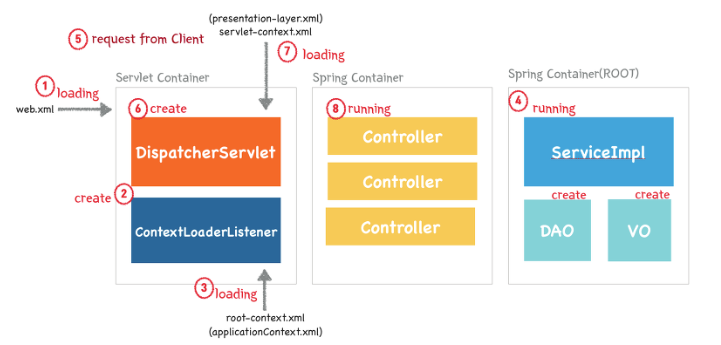 (presentation-layer.xml)
servlet-context.xml
5 request from Client
7 loading
1 loading
web.xml
Servlet Container
6 create
DispatcherServlet
create 2
ContextLoaderListener
3 loading
root-context.xml
(applicationContext.xml)
Spring Container
8 running
Controller
Controller
Controller
Spring Container(ROOT)
4 running
ServiceImpl
create
create
DAO
VO